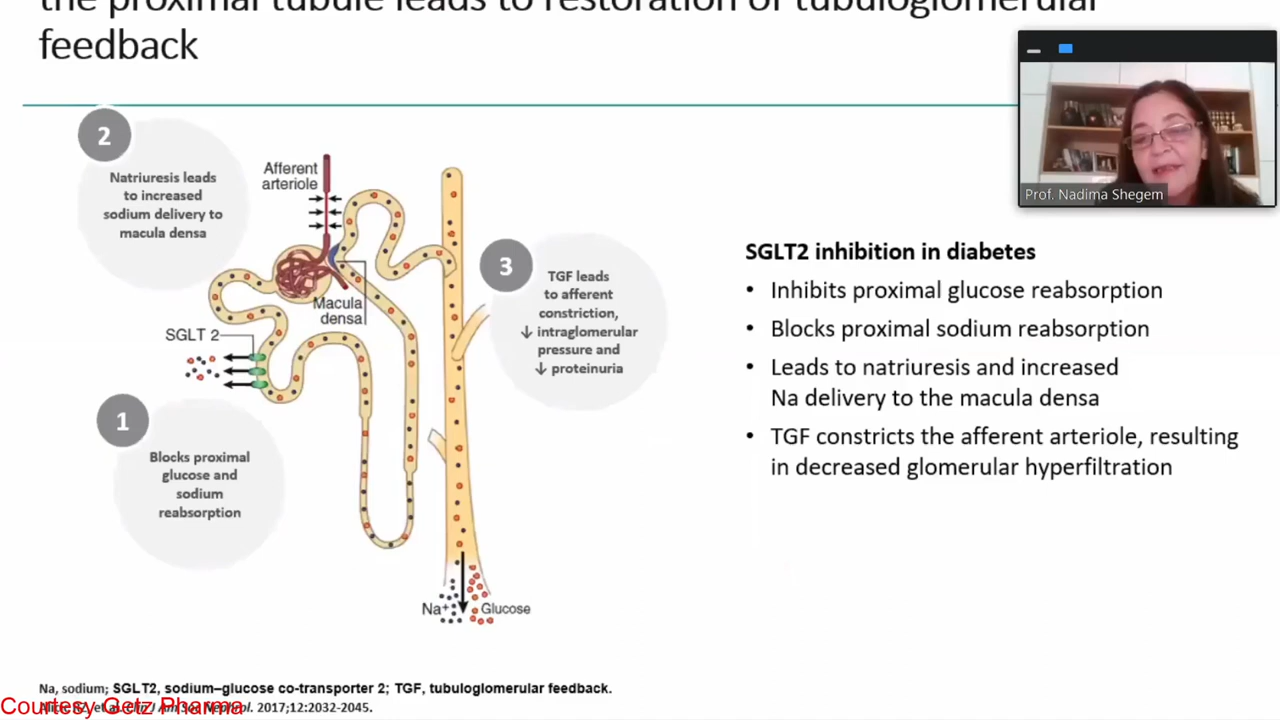 the proximal tubule leads to restoration of tubuloglomerular
feedback
Prof. Nadima Shegem
2
Natriuresis leads
to increased
sodium delivery to
macula densa
Afferent
arteriole
3
TGF leads
to afferent
constriction,
↓ intraglomerular
pressure and
↓ proteinuria
Macula
densa
SGLT 2
1
Blocks proximal
glucose and
sodium
reabsorption
Na+
Glucose
SGLT2 inhibition in diabetes
• Inhibits proximal glucose reabsorption
• Blocks proximal sodium reabsorption
• Leads to natriuresis and increased
Na delivery to the macula densa
• TGF constricts the afferent arteriole, resulting
in decreased glomerular hyperfiltration
Na, sodium; SGLT2, sodium–glucose co-transporter 2; TGF, tubuloglomerular feedback.
Courtesy Getz Pharma
2017;12:2032-2045.